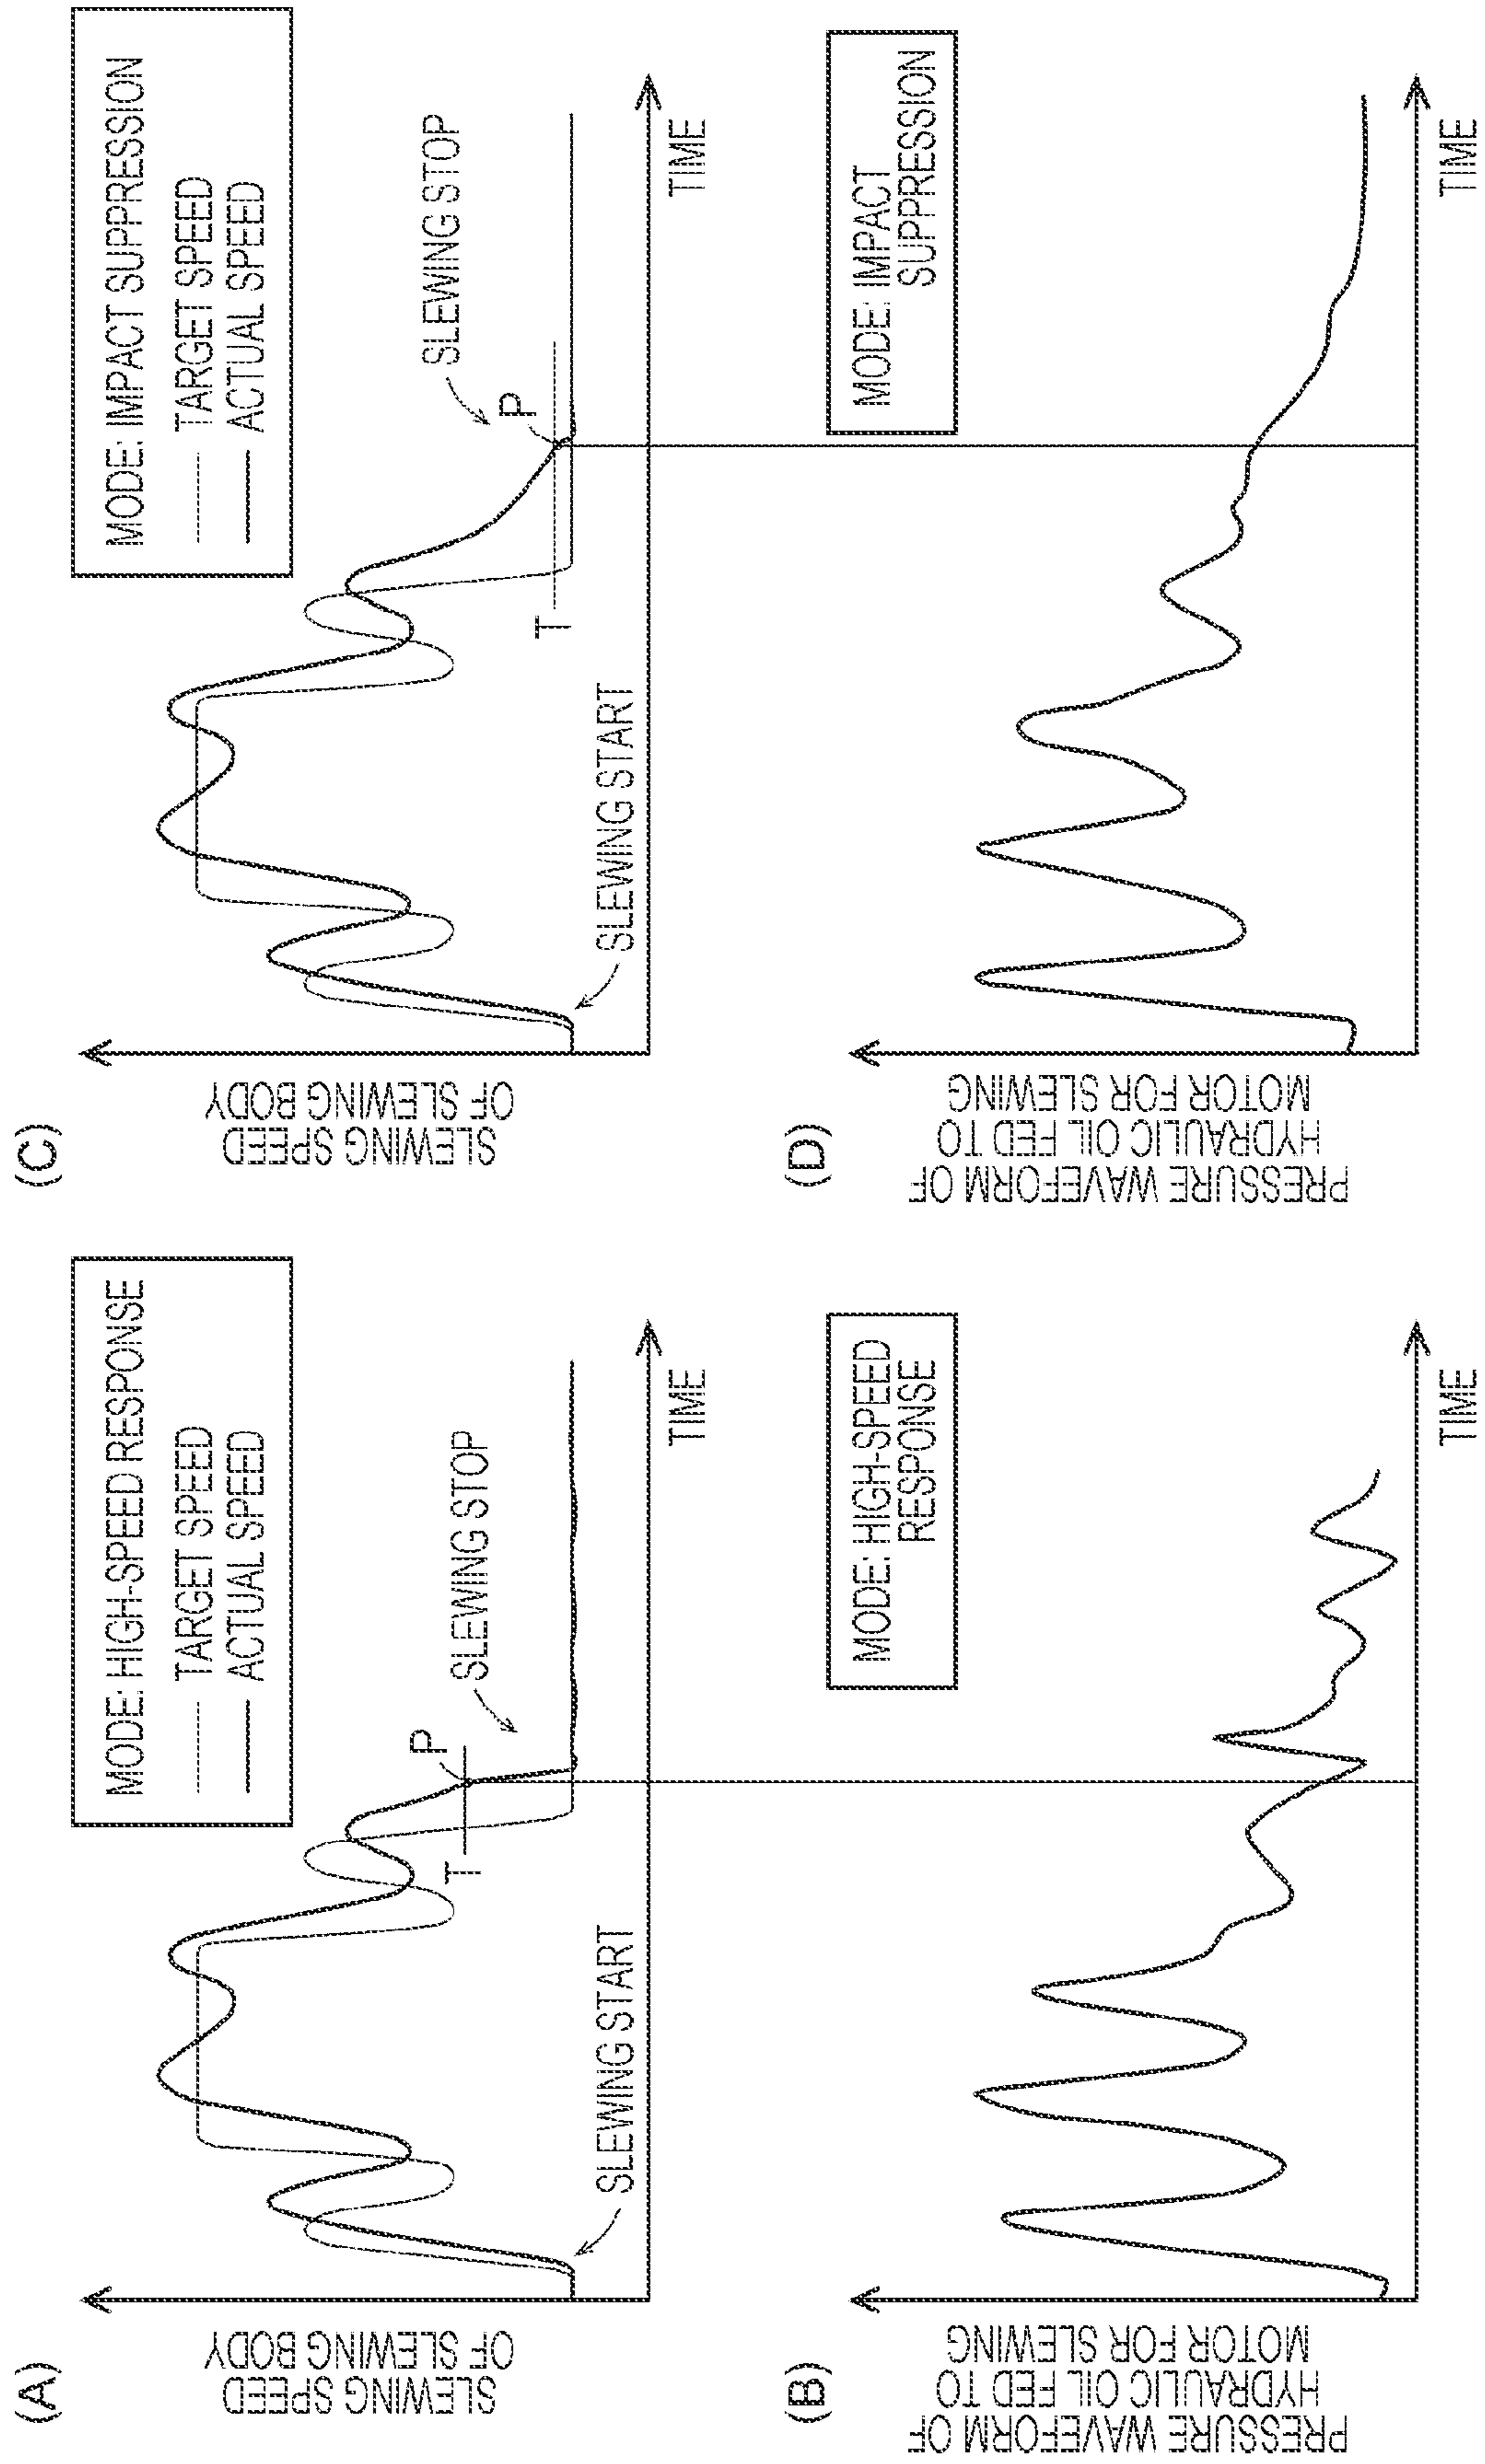 (A)
SLEWING SPEED
OF SLEWING BODY
MODE: HIGH-SPEED RESPONSE
TARGET SPEED
ACTUAL SPEED
T
P
SLEWING STOP
SLEWING START
TIME
(B)
PRESSURE WAVEFORM OF
HYDRAULIC OIL FED TO
MOTOR FOR SLEWING
MODE: HIGH-SPEED
RESPONSE
TIME
(C)
SLEWING SPEED
OF SLEWING BODY
MODE: IMPACT SUPPRESSION
TARGET SPEED
ACTUAL SPEED
SLEWING STOP
P
T
SLEWING START
TIME
(D)
PRESSURE WAVEFORM OF
HYDRAULIC OIL FED TO
MOTOR FOR SLEWING
MODE: IMPACT
SUPPRESSION
TIME